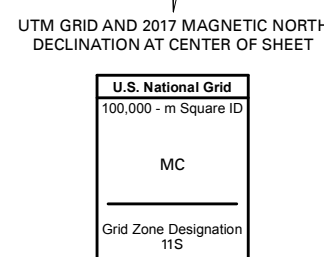 UTM GRID AND 2017 MAGNETIC NORTH
DECLINATION AT CENTER OF SHEET
U.S. National Grid
100,000 - m Square ID
MC
Grid Zone Designation
11S